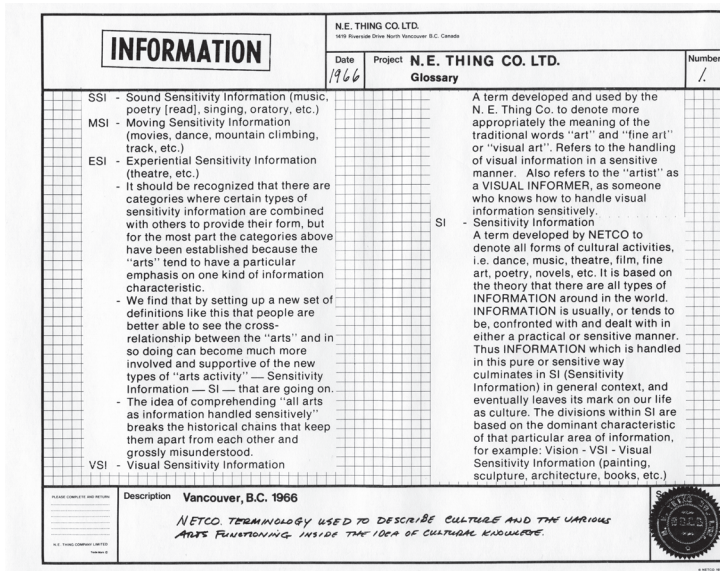 INFORMATION
N.E. THING CO. LTD.
1419 Riverside Drive North Vancouver B.C. Canada
Date
1966
Project N. E. THING CO. LTD.
Glossary
Number
1.
SSI - Sound Sensitivity Information (music,
poetry [read], singing, oratory, etc.)
MSI - Moving Sensitivity Information
(movies, dance, mountain climbing,
track, etc.)
ESI - Experiential Sensitivity Information
(theatre, etc.)
- It should be recognized that there are
categories where certain types of
sensitivity information are combined
with others to provide their form, but
for the most part the categories above
have been established because the
"arts" tend to have a particular
emphasis on one kind of information
characteristic.
- We find that by setting up a new set of
definitions like this that people are
better able to see the cross-
relationship between the "arts" and in
so doing can become much more
involved and supportive of the new
types of "arts activity" — Sensitivity
Information — SI — that are going on.
- The idea of comprehending "all arts
as information handled sensitively"
breaks the historical chains that keep
them apart from each other and
grossly misunderstood.
VSI - Visual Sensitivity Information
A term developed and used by the
N. E. Thing Co. to denote more
appropriately the meaning of the
traditional words "art" and "fine art"
or "visual art". Refers to the handling
of visual information in a sensitive
manner. Also refers to the "artist" as
a VISUAL INFORMER, as someone
who knows how to handle visual
information sensitively.
SI - Sensitivity Information
A term developed by NETCO to
denote all forms of cultural activities,
i.e. dance, music, theatre, film, fine
art, poetry, novels, etc. It is based on
the theory that there are all types of
INFORMATION around in the world.
INFORMATION is usually, or tends to
be, confronted with and dealt with in
either a practical or sensitive manner.
Thus INFORMATION which is handled
in this pure or sensitive way
culminates in SI (Sensitivity
Information) in general context, and
eventually leaves its mark on our life
as culture. The divisions within SI are
based on the dominant characteristic
of that particular area of information,
for example: Vision - VSI - Visual
Sensitivity Information (painting,
sculpture, architecture, books, etc.)
PLEASE COMPLETE AND RETURN
N.E. THING COMPANY LIMITED
Description Vancouver, B.C. 1966
NETCO. TERMINOLOGY USED TO DESCRIBE CULTURE AND THE VARIOUS
ARTS FUNCTIONING INSIDE THE IDEA OF CULTURAL KNOWLEDGE.